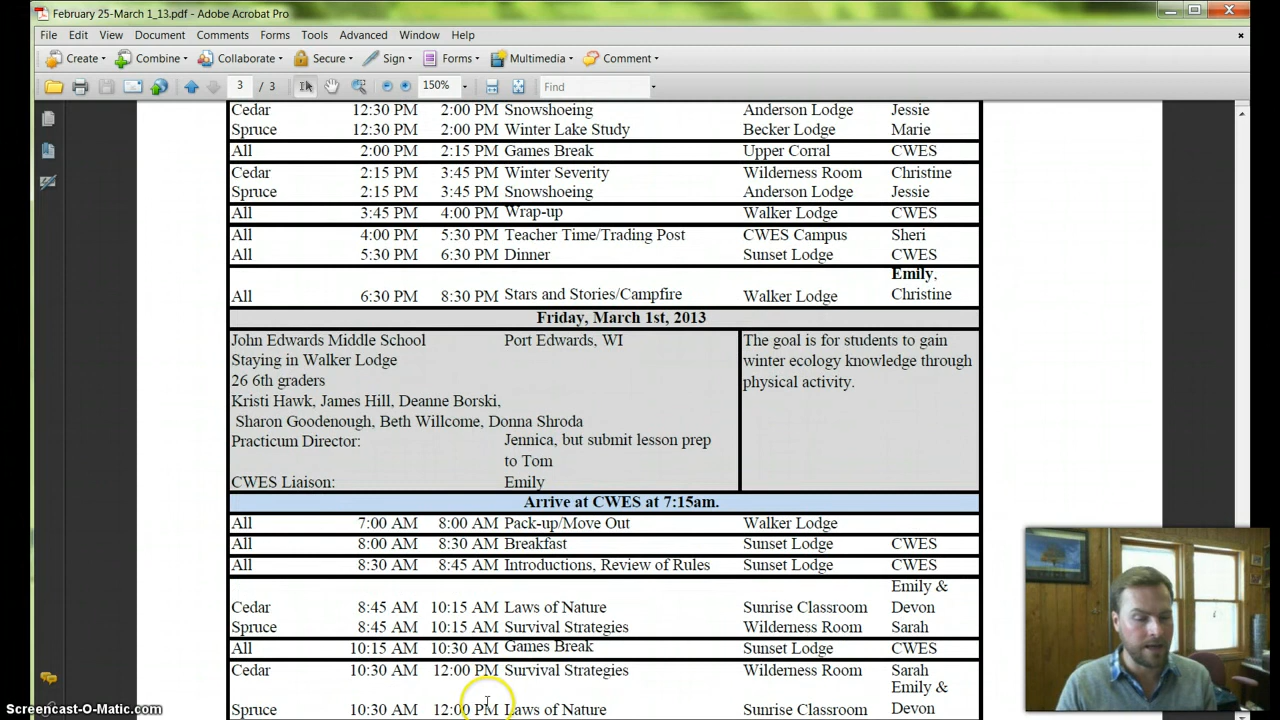 February 25-March 1_13.pdf - Adobe Acrobat Pro
File Edit View Document Comments Forms Tools Advanced Window Help
Create Combine Collaborate Secure Sign Forms Multimedia Comment
3 / 3 150% Find
Cedar 12:30 PM 2:00 PM Snowshoeing Anderson Lodge Jessie
Spruce 12:30 PM 2:00 PM Winter Lake Study Becker Lodge Marie
All 2:00 PM 2:15 PM Games Break Upper Corral CWES
Cedar 2:15 PM 3:45 PM Winter Severity Wilderness Room Christine
Spruce 2:15 PM 3:45 PM Snowshoeing Anderson Lodge Jessie
All 3:45 PM 4:00 PM Wrap-up Walker Lodge CWES
All 4:00 PM 5:30 PM Teacher Time/Trading Post CWES Campus Sheri
All 5:30 PM 6:30 PM Dinner Sunset Lodge CWES
Emily,
All 6:30 PM 8:30 PM Stars and Stories/Campfire Walker Lodge Christine
Friday, March 1st, 2013
John Edwards Middle School Port Edwards, WI The goal is for students to gain
Staying in Walker Lodge winter ecology knowledge through
26 6th graders physical activity.
Kristi Hawk, James Hill, Deanne Borski,
Sharon Goodenough, Beth Willcome, Donna Shroda
Practicum Director: Jennica, but submit lesson prep
to Tom
CWES Liaison: Emily
Arrive at CWES at 7:15am.
All 7:00 AM 8:00 AM Pack-up/Move Out Walker Lodge
All 8:00 AM 8:30 AM Breakfast Sunset Lodge CWES
All 8:30 AM 8:45 AM Introductions, Review of Rules Sunset Lodge CWES
Emily &
Cedar 8:45 AM 10:15 AM Laws of Nature Sunrise Classroom Devon
Spruce 8:45 AM 10:15 AM Survival Strategies Wilderness Room Sarah
All 10:15 AM 10:30 AM Games Break Sunset Lodge CWES
Cedar 10:30 AM 12:00 PM Survival Strategies Wilderness Room Sarah
Emily &
Spruce 10:30 AM 12:00 PM Laws of Nature Sunrise Classroom Devon
Screencast-O-Matic.com